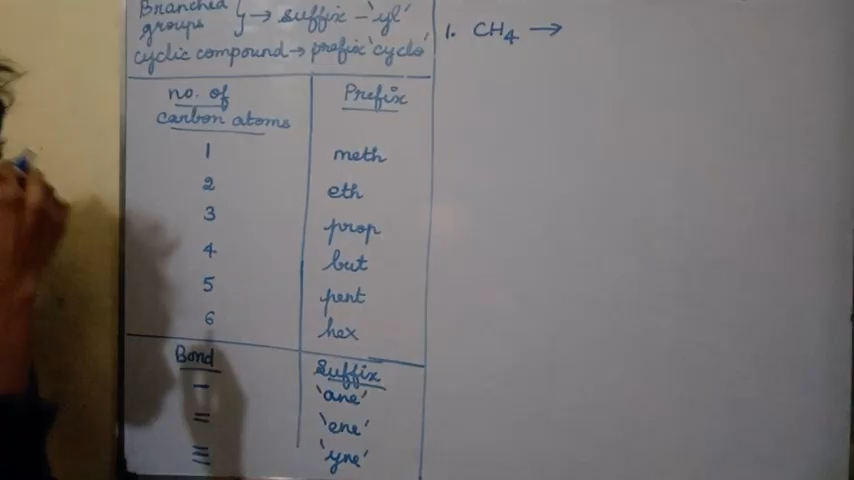 Branched
groups } → suffix - 'yl'
cyclic compound → prefix 'cyclo'
no. of
carbon atoms
Prefix
1 meth
2 eth
3 prop
4 but
5 pent
6 hex
Bond Suffix
- 'ane'
= 'ene'
≡ 'yne'
1. CH₄ →